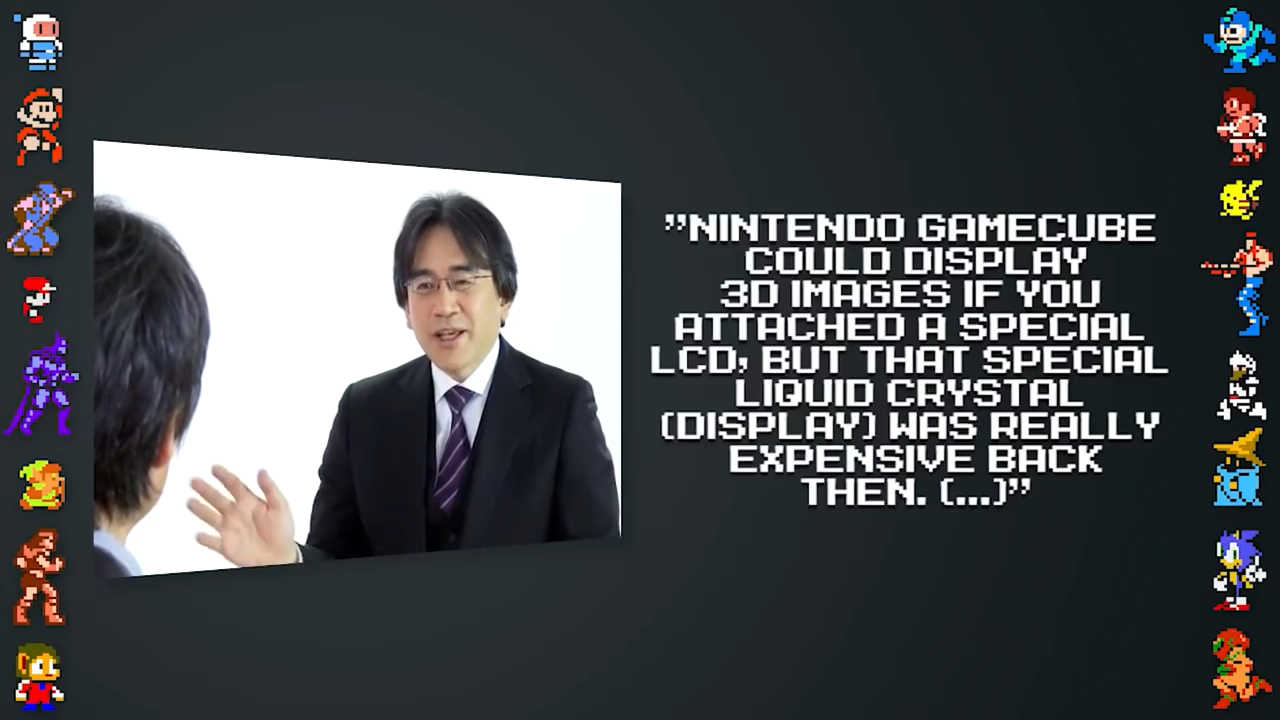 "NINTENDO GAMECUBE
COULD DISPLAY
3D IMAGES IF YOU
ATTACHED A SPECIAL
LCD, BUT THAT SPECIAL
LIQUID CRYSTAL
(DISPLAY) WAS REALLY
EXPENSIVE BACK
THEN. (...)"